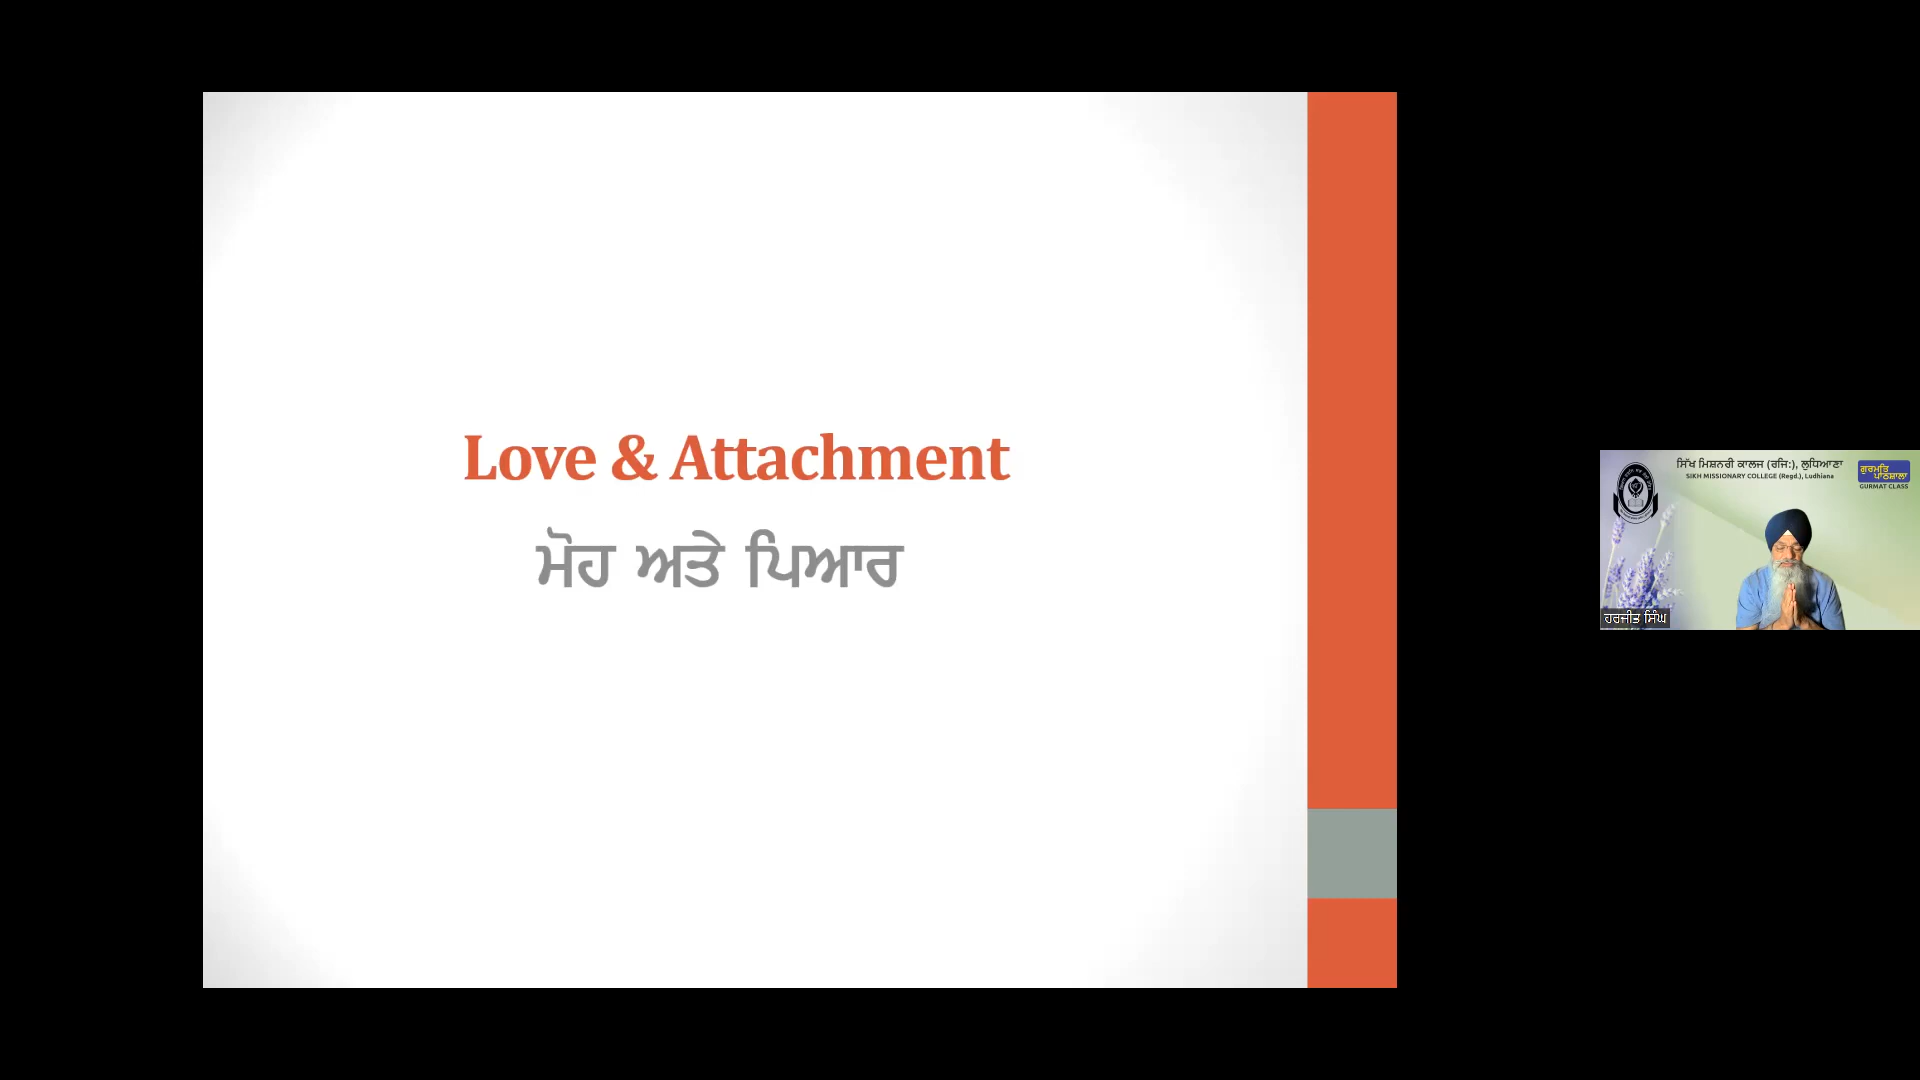 Love & Attachment
ਮੋਹ ਅਤੇ ਪਿਆਰ
ਸਿੱਖ ਮਿਸ਼ਨਰੀ ਕਾਲਜ (ਰਜਿ:), ਲੁਧਿਆਣਾ
SIKH MISSIONARY COLLEGE (Regd.), Ludhiana
ਗੁਰਮਤਿ
ਪਾਠਸ਼ਾਲਾ
GURMAT CLASS
ਹਰਜੀਤ ਸਿੰਘ